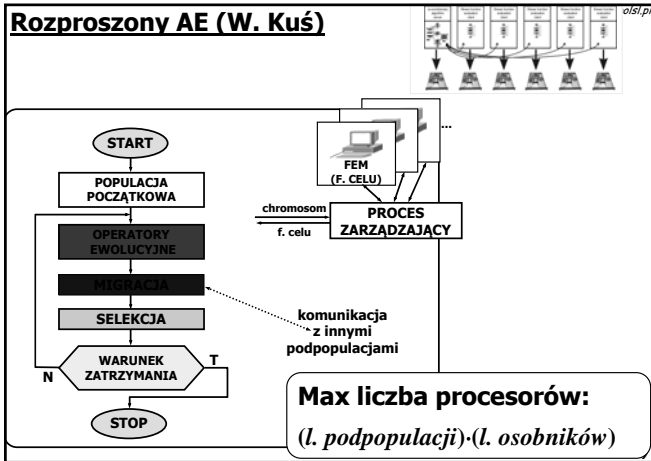 Rozproszony AE (W. Kuś)
olsl.pl
START
POPULACJA
POCZĄTKOWA
OPERATORY
EWOLUCYJNE
MIGRACJA
SELEKCJA
WARUNEK
ZATRZYMANIA
N
T
STOP
komunikacja
z innymi
podpopulacjami
FEM
(F. CELU)
...
chromosom
f. celu
PROCES
ZARZĄDZAJĄCY
Max liczba procesorów:
(l. podpopulacji)·(l. osobników)